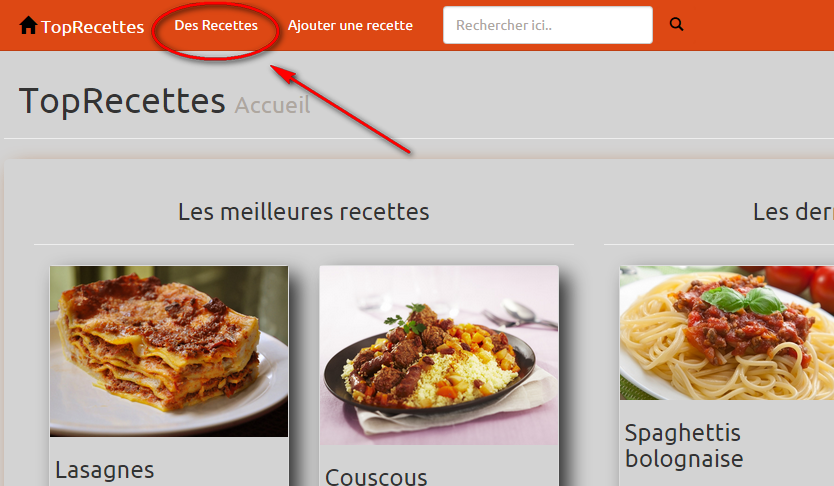 TopRecettes Des Recettes Ajouter une recette Rechercher ici..
TopRecettes Accueil
Les meilleures recettes
Les der
Lasagnes
Couscous
Spaghettis
bolognaise